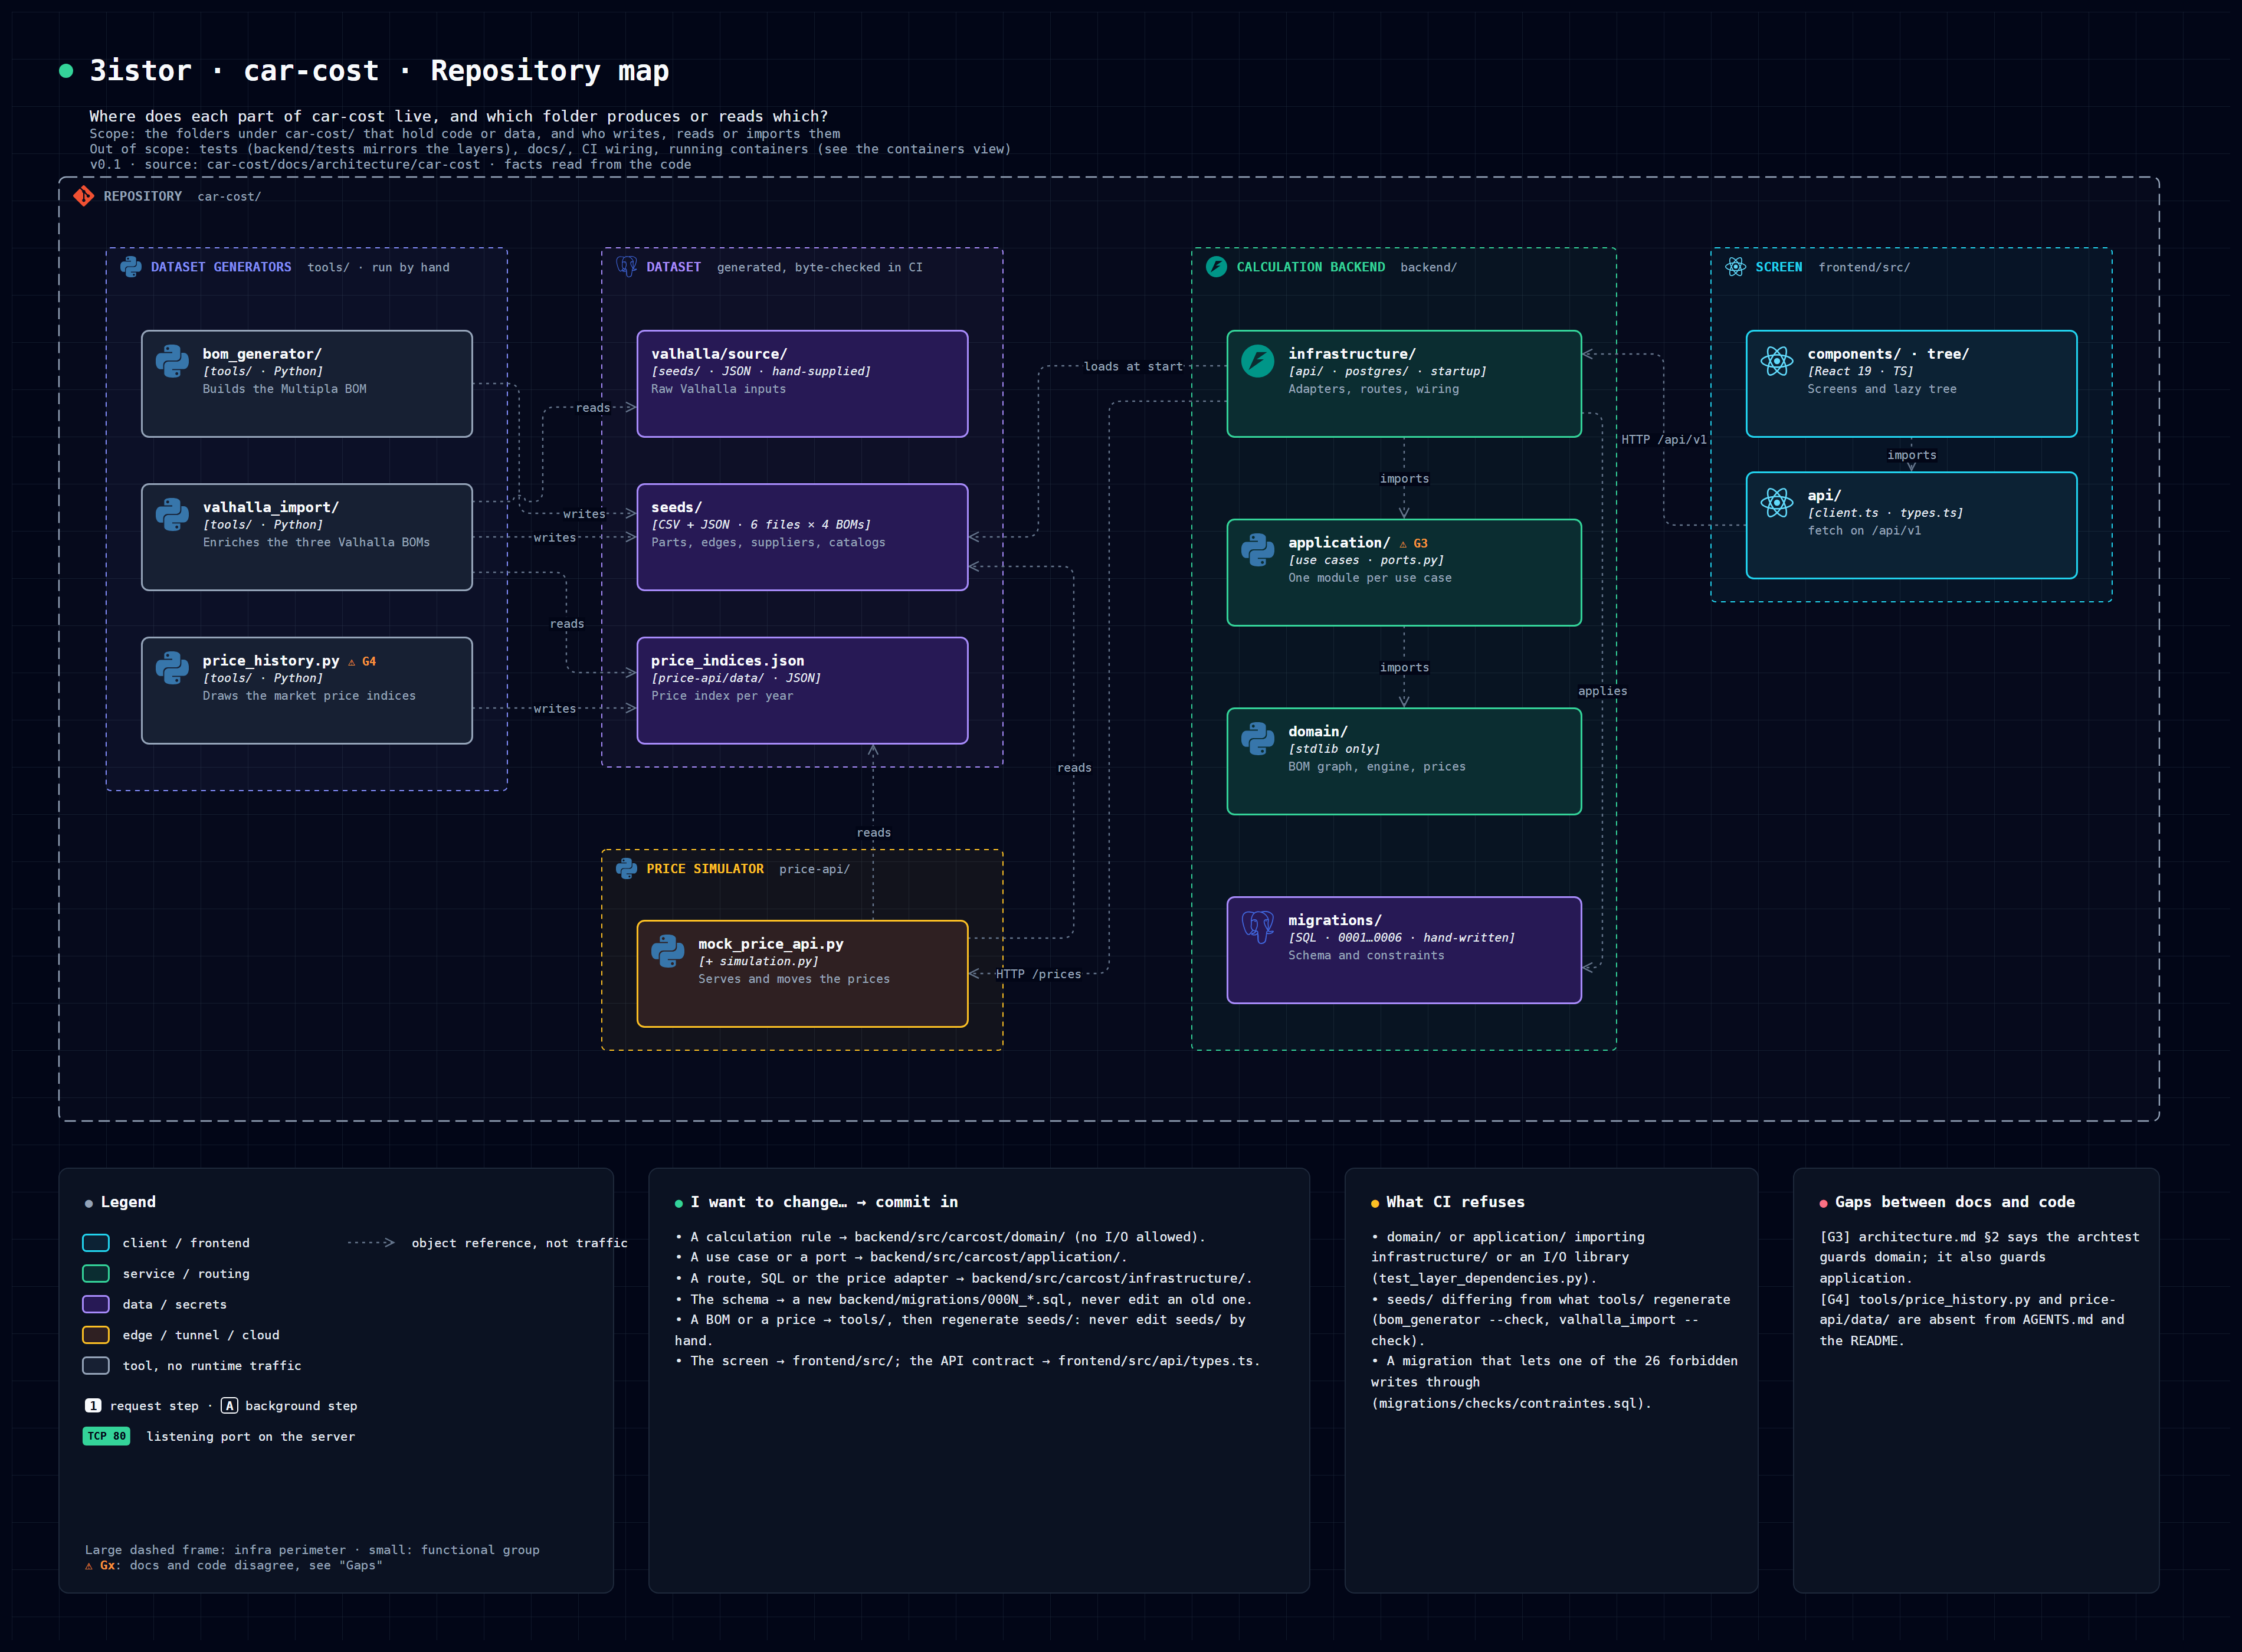 3istor · car-cost · Repository map
Where does each part of car-cost live, and which folder produces or reads which?
Scope: the folders under car-cost/ that hold code or data, and who writes, reads or imports them
Out of scope: tests (backend/tests mirrors the layers), docs/, CI wiring, running containers (see the containers view)
v0.1 · source: car-cost/docs/architecture/car-cost · facts read from the code
REPOSITORY car-cost/
DATASET GENERATORS tools/ · run by hand
bom_generator/
[tools/ · Python]
Builds the Multipla BOM
valhalla_import/
[tools/ · Python]
Enriches the three Valhalla BOMs
price_history.py ⚠ G4
[tools/ · Python]
Draws the market price indices
reads
writes
writes
reads
writes
DATASET generated, byte-checked in CI
valhalla/source/
[seeds/ · JSON · hand-supplied]
Raw Valhalla inputs
seeds/
[CSV + JSON · 6 files × 4 BOMs]
Parts, edges, suppliers, catalogs
price_indices.json
[price-api/data/ · JSON]
Price index per year
reads
PRICE SIMULATOR price-api/
mock_price_api.py
[+ simulation.py]
Serves and moves the prices
loads at start
reads
HTTP /prices
CALCULATION BACKEND backend/
infrastructure/
[api/ · postgres/ · startup]
Adapters, routes, wiring
imports
application/ ⚠ G3
[use cases · ports.py]
One module per use case
imports
domain/
[stdlib only]
BOM graph, engine, prices
migrations/
[SQL · 0001…0006 · hand-written]
Schema and constraints
applies
HTTP /api/v1
SCREEN frontend/src/
components/ · tree/
[React 19 · TS]
Screens and lazy tree
imports
api/
[client.ts · types.ts]
fetch on /api/v1
Legend
client / frontend
object reference, not traffic
service / routing
data / secrets
edge / tunnel / cloud
tool, no runtime traffic
1 request step · A background step
TCP 80 listening port on the server
Large dashed frame: infra perimeter · small: functional group
⚠ Gx: docs and code disagree, see "Gaps"
I want to change… → commit in
• A calculation rule → backend/src/carcost/domain/ (no I/O allowed).
• A use case or a port → backend/src/carcost/application/.
• A route, SQL or the price adapter → backend/src/carcost/infrastructure/.
• The schema → a new backend/migrations/000N_*.sql, never edit an old one.
• A BOM or a price → tools/, then regenerate seeds/: never edit seeds/ by
hand.
• The screen → frontend/src/; the API contract → frontend/src/api/types.ts.
What CI refuses
• domain/ or application/ importing
infrastructure/ or an I/O library
(test_layer_dependencies.py).
• seeds/ differing from what tools/ regenerate
(bom_generator --check, valhalla_import --
check).
• A migration that lets one of the 26 forbidden
writes through
(migrations/checks/contraintes.sql).
Gaps between docs and code
[G3] architecture.md §2 says the archtest
guards domain; it also guards
application.
[G4] tools/price_history.py and price-
api/data/ are absent from AGENTS.md and
the README.